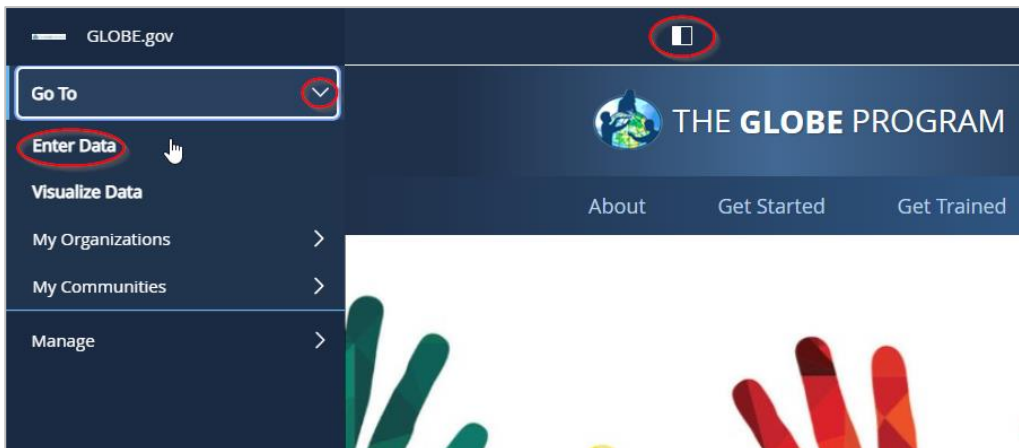 GLOBE.gov
Go To
Enter Data
Visualize Data
My Organizations
My Communities
Manage
THE GLOBE PROGRAM
About Get Started Get Trained